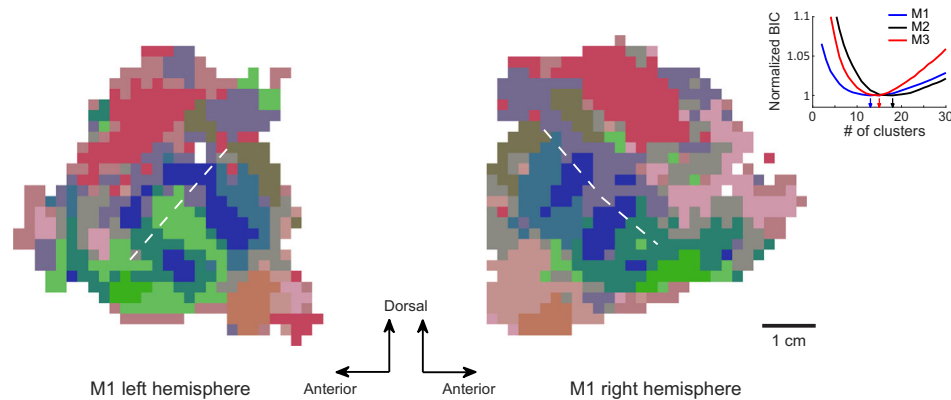 1.1
1.05
1
Normalized BIC
M1
M2
M3
0
10
20
30
# of clusters
Dorsal
1 cm
Anterior
Anterior
M1 left hemisphere
M1 right hemisphere